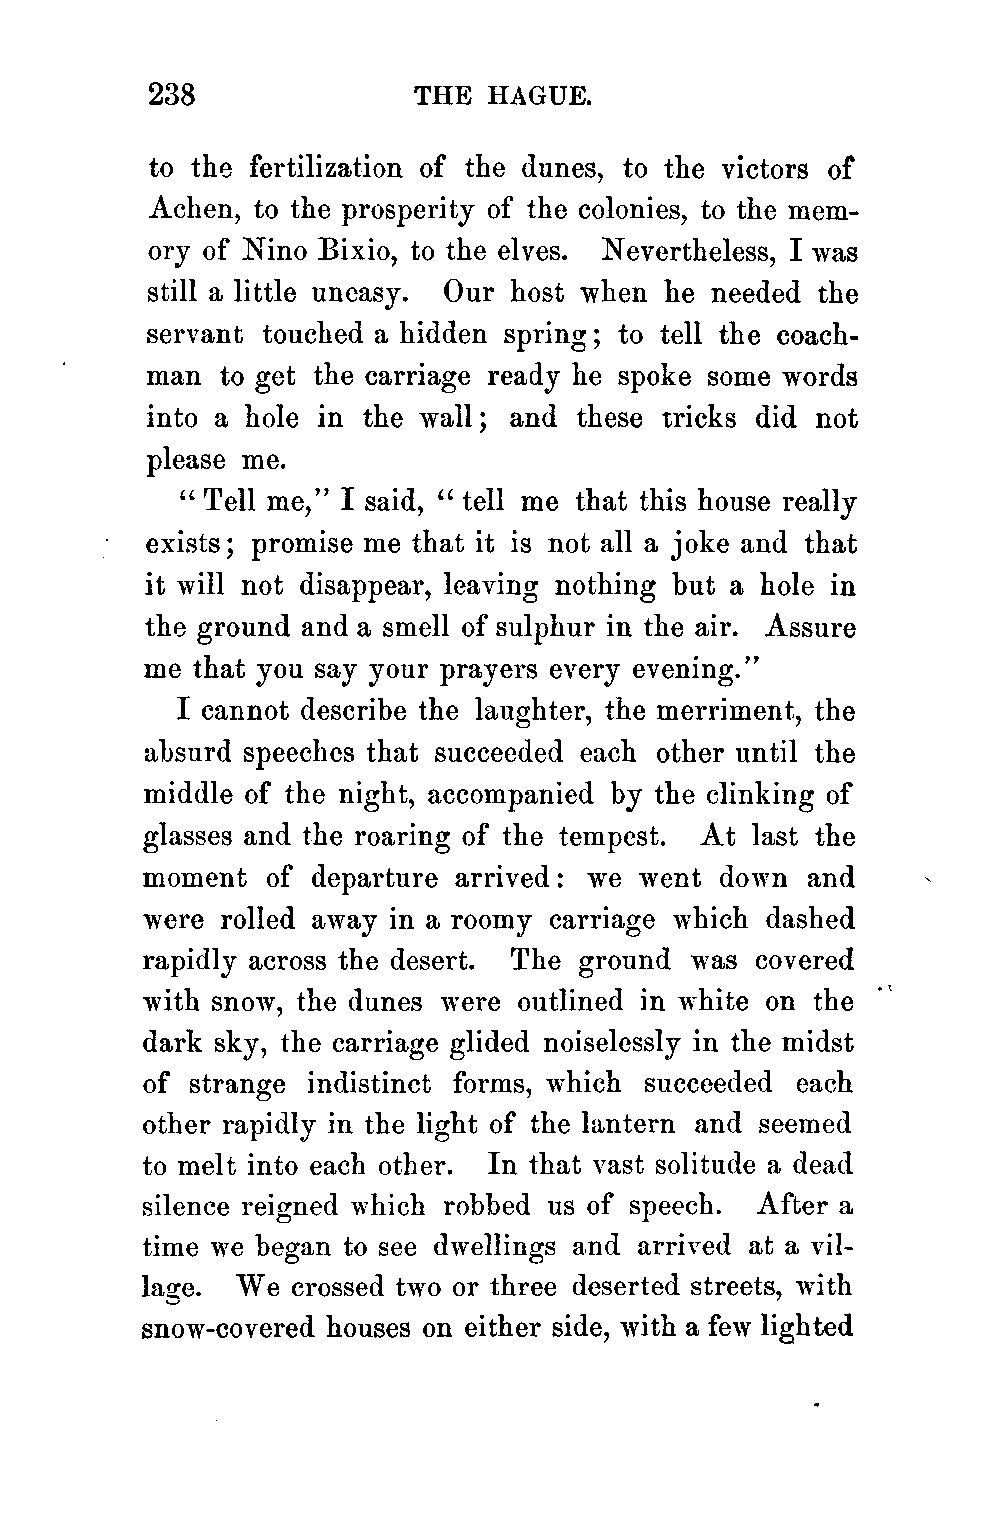 238 THE HAGUE.
to the fertilization of the dunes, to the victors of
Achen, to the prosperity of the colonies, to the mem-
ory of Nino Bixio, to the elves. Nevertheless, I was
still a little uneasy. Our host when he needed the
servant touched a hidden spring; to tell the coach-
man to get the carriage ready he spoke some words
into a hole in the wall; and these tricks did not
please me.
“Tell me,” I said, “tell me that this house really
exists; promise me that it is not all a joke and that
it will not disappear, leaving nothing but a hole in
the ground and a smell of sulphur in the air. Assure
me that you say your prayers every evening.”
I cannot describe the laughter, the merriment, the
absurd speeches that succeeded each other until the
middle of the night, accompanied by the clinking of
glasses and the roaring of the tempest. At last the
moment of departure arrived: we went down and
were rolled away in a roomy carriage which dashed
rapidly across the desert. The ground was covered
with snow, the dunes were outlined in white on the
dark sky, the carriage glided noiselessly in the midst
of strange indistinct forms, which succeeded each
other rapidly in the light of the lantern and seemed
to melt into each other. In that vast solitude a dead
silence reigned which robbed us of speech. After a
time we began to see dwellings and arrived at a vil-
lage. We crossed two or three deserted streets, with
snow-covered houses on either side, with a few lighted